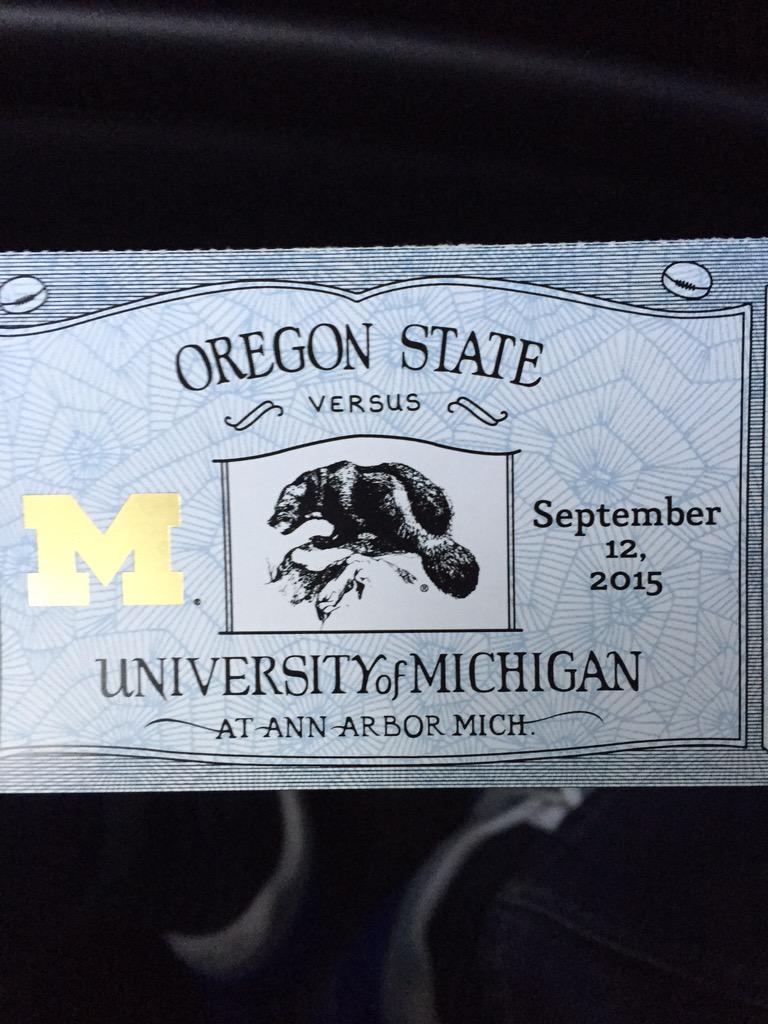 OREGON STATE
VERSUS
M
®
September
12,
2015
®
UNIVERSITY of MICHIGAN
AT ANN ARBOR MICH.